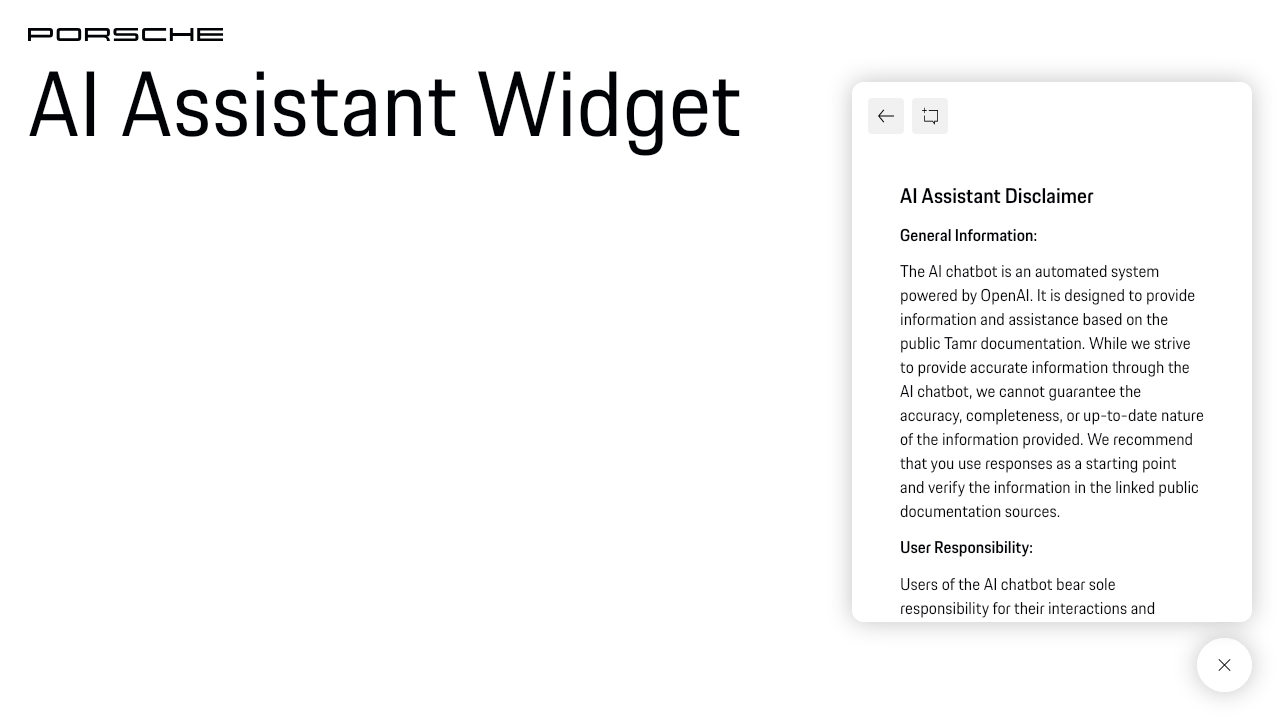 PORSCHE
AI Assistant Widget
AI Assistant Disclaimer
General Information:
The AI chatbot is an automated system
powered by OpenAI. It is designed to provide
information and assistance based on the
public Tamr documentation. While we strive
to provide accurate information through the
AI chatbot, we cannot guarantee the
accuracy, completeness, or up-to-date nature
of the information provided. We recommend
that you use responses as a starting point
and verify the information in the linked public
documentation sources.
User Responsibility:
Users of the AI chatbot bear sole
responsibility for their interactions and